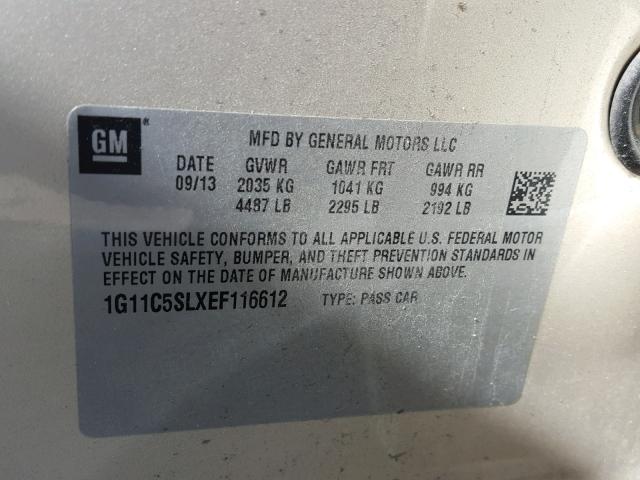 GM ® MFD BY GENERAL MOTORS LLC
DATE GVWR GAWR FRT GAWR RR
09/13 2035 KG 1041 KG 994 KG
4487 LB 2295 LB 2192 LB
THIS VEHICLE CONFORMS TO ALL APPLICABLE U.S. FEDERAL MOTOR
VEHICLE SAFETY, BUMPER, AND THEFT PREVENTION STANDARDS IN
EFFECT ON THE DATE OF MANUFACTURE SHOWN ABOVE.
1G11C5SLXEF116612 TYPE: PASS CAR